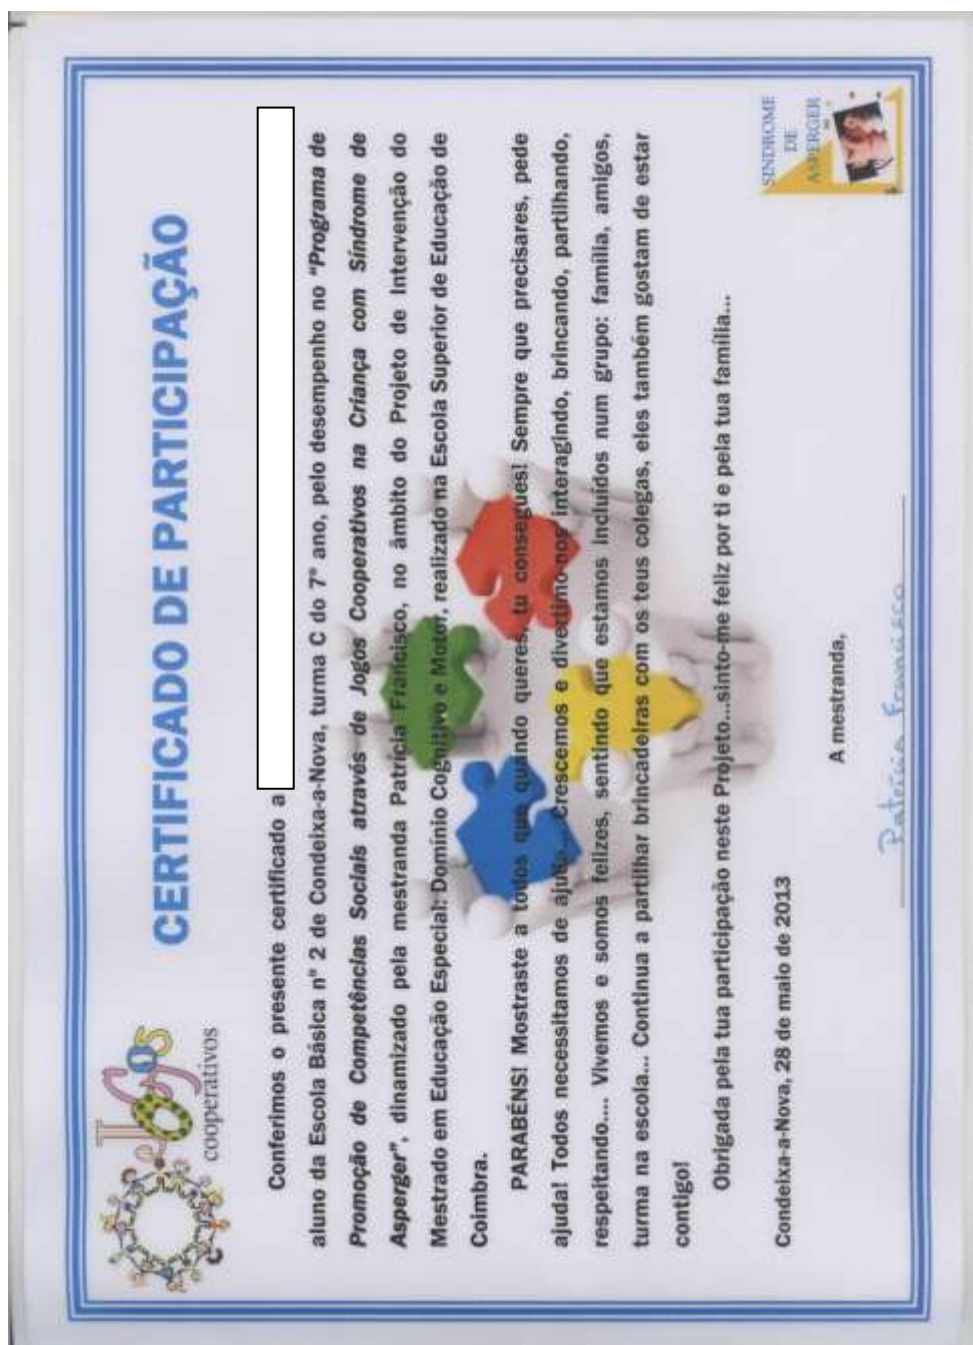 Jogos
cooperativos
CERTIFICADO DE PARTICIPAÇÃO
Conferimos o presente certificado a
aluno da Escola Básica nº 2 de Condeixa-a-Nova, turma C do 7º ano, pelo desempenho no "Programa de
Promoção de Competências Sociais através de Jogos Cooperativos na Criança com Síndrome de
Asperger", dinamizado pela mestranda Patrícia Francisco, no âmbito do Projeto de Intervenção do
Mestrado em Educação Especial: Domínio Cognitivo e Motor, realizado na Escola Superior de Educação de
Coimbra.
PARABÉNS! Mostraste a todos que quando queres, tu consegues! Sempre que precisares, pede
ajuda! Todos necessitamos de ajuda... Crescemos e divertimo-nos interagindo, brincando, partilhando,
respeitando.... Vivemos e somos felizes, sentindo que estamos incluídos num grupo: família, amigos,
turma na escola... Continua a partilhar brincadeiras com os teus colegas, eles também gostam de estar
contigo!
Obrigada pela tua participação neste Projeto...sinto-me feliz por ti e pela tua família...
Condeixa-a-Nova, 28 de maio de 2013
A mestranda,
Patrícia Francisco
SINDROME
DE
ASPERGER